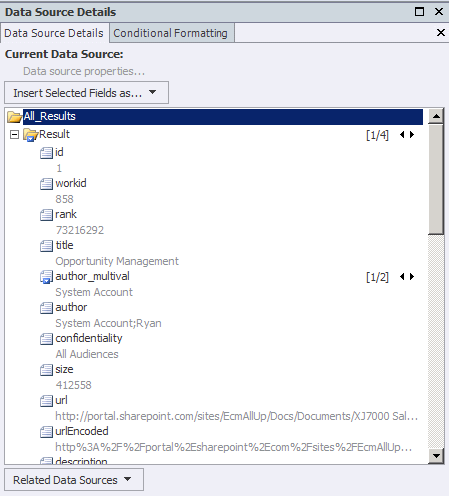 Data Source Details
Data Source Details Conditional Formatting
Current Data Source:
Data source properties...
Insert Selected Fields as...
All_Results
Result [1/4]
id
1
workid
858
rank
73216292
title
Opportunity Management
author_multival [1/2]
System Account
author
System Account;Ryan
confidentiality
All Audiences
size
412558
url
http://portal.sharepoint.com/sites/EcmAllUp/Docs/Documents/XJ7000 Sal...
urlEncoded
http%3A%2F%2Fportal%2Esharepoint%2Ecom%2Fsites%2FEcmAllUp...
description
Related Data Sources